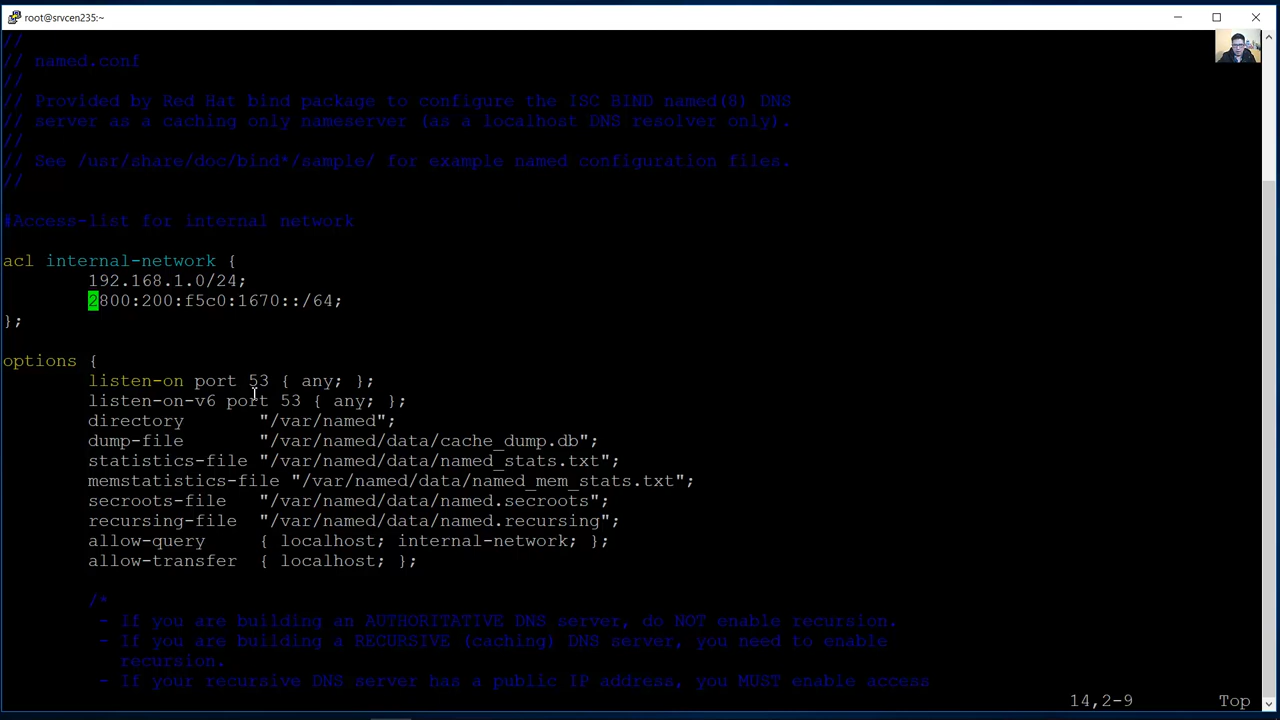 root@srvcen235:~
//
// named.conf
//
// Provided by Red Hat bind package to configure the ISC BIND named(8) DNS
// server as a caching only nameserver (as a localhost DNS resolver only).
//
// See /usr/share/doc/bind*/sample/ for example named configuration files.
//
#Access-list for internal network
acl internal-network {
192.168.1.0/24;
2800:200:f5c0:1670::/64;
};
options {
listen-on port 53 { any; };
listen-on-v6 port 53 { any; };
directory "/var/named";
dump-file "/var/named/data/cache_dump.db";
statistics-file "/var/named/data/named_stats.txt";
memstatistics-file "/var/named/data/named_mem_stats.txt";
secroots-file "/var/named/data/named.secroots";
recursing-file "/var/named/data/named.recursing";
allow-query { localhost; internal-network; };
allow-transfer { localhost; };
/*
- If you are building an AUTHORITATIVE DNS server, do NOT enable recursion.
- If you are building a RECURSIVE (caching) DNS server, you need to enable
recursion.
- If your recursive DNS server has a public IP address, you MUST enable access
14,2-9 Top